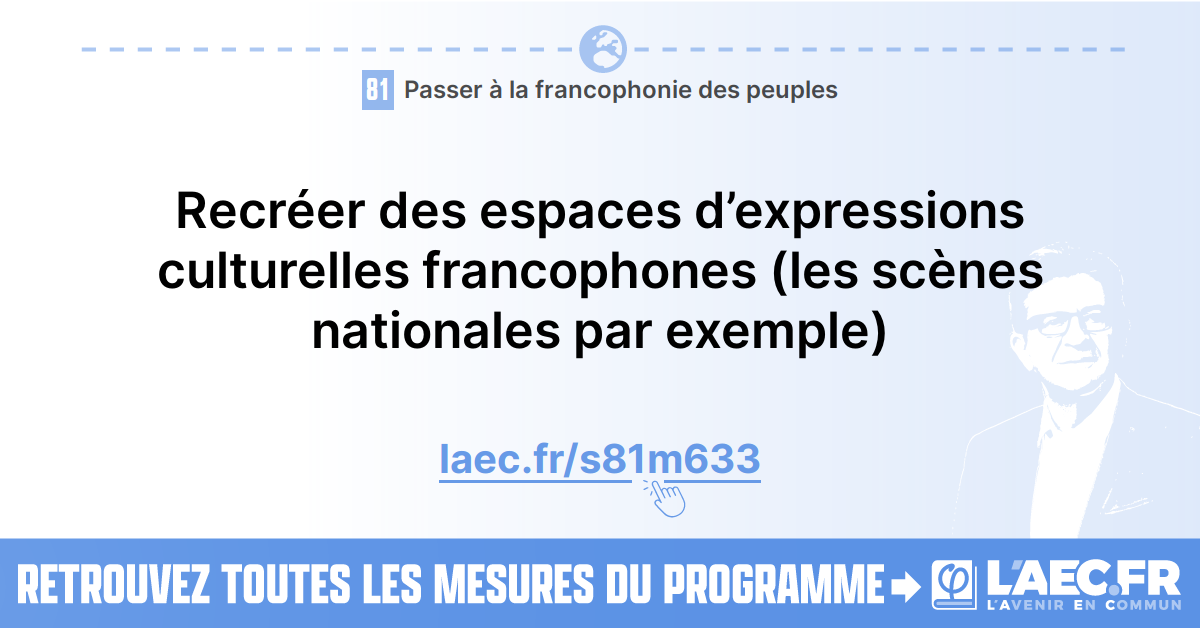 81 Passer à la francophonie des peuples
Recréer des espaces d’expressions
culturelles francophones (les scènes
nationales par exemple)
laec.fr/s81m633
RETROUVEZ TOUTES LES MESURES DU PROGRAMME
L'AEC.FR
L'AVENIR EN COMMUN